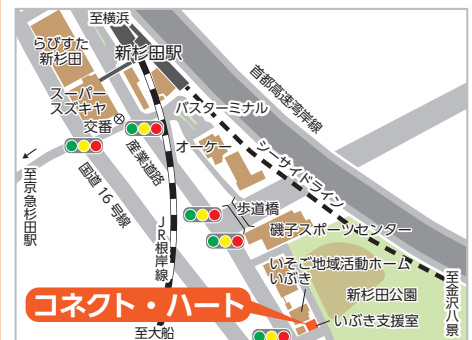 至横浜
らびすた
新杉田
新杉田駅
スーパー
スズキヤ
交番
バスターミナル
首都高速湾岸線
オーケー
シーサイドライン
産業道路
至京急杉田駅
国道16号線
JR根岸線
歩道橋
磯子スポーツセンター
いそご地域活動ホーム
いぶき
新杉田公園
至金沢八景
コネクト・ハート
いぶき支援室
至大船